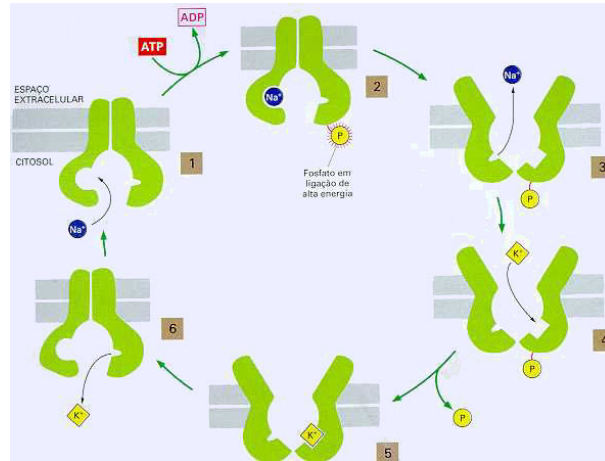 ADP
ATP
ESPAÇO
EXTRACELULAR
CITOSOL
1
Na⁺
Na⁺
2
P
Fosfato em
ligação de
alta energia
Na⁺
3
P
K⁺
4
P
P
K⁺
5
6
K⁺